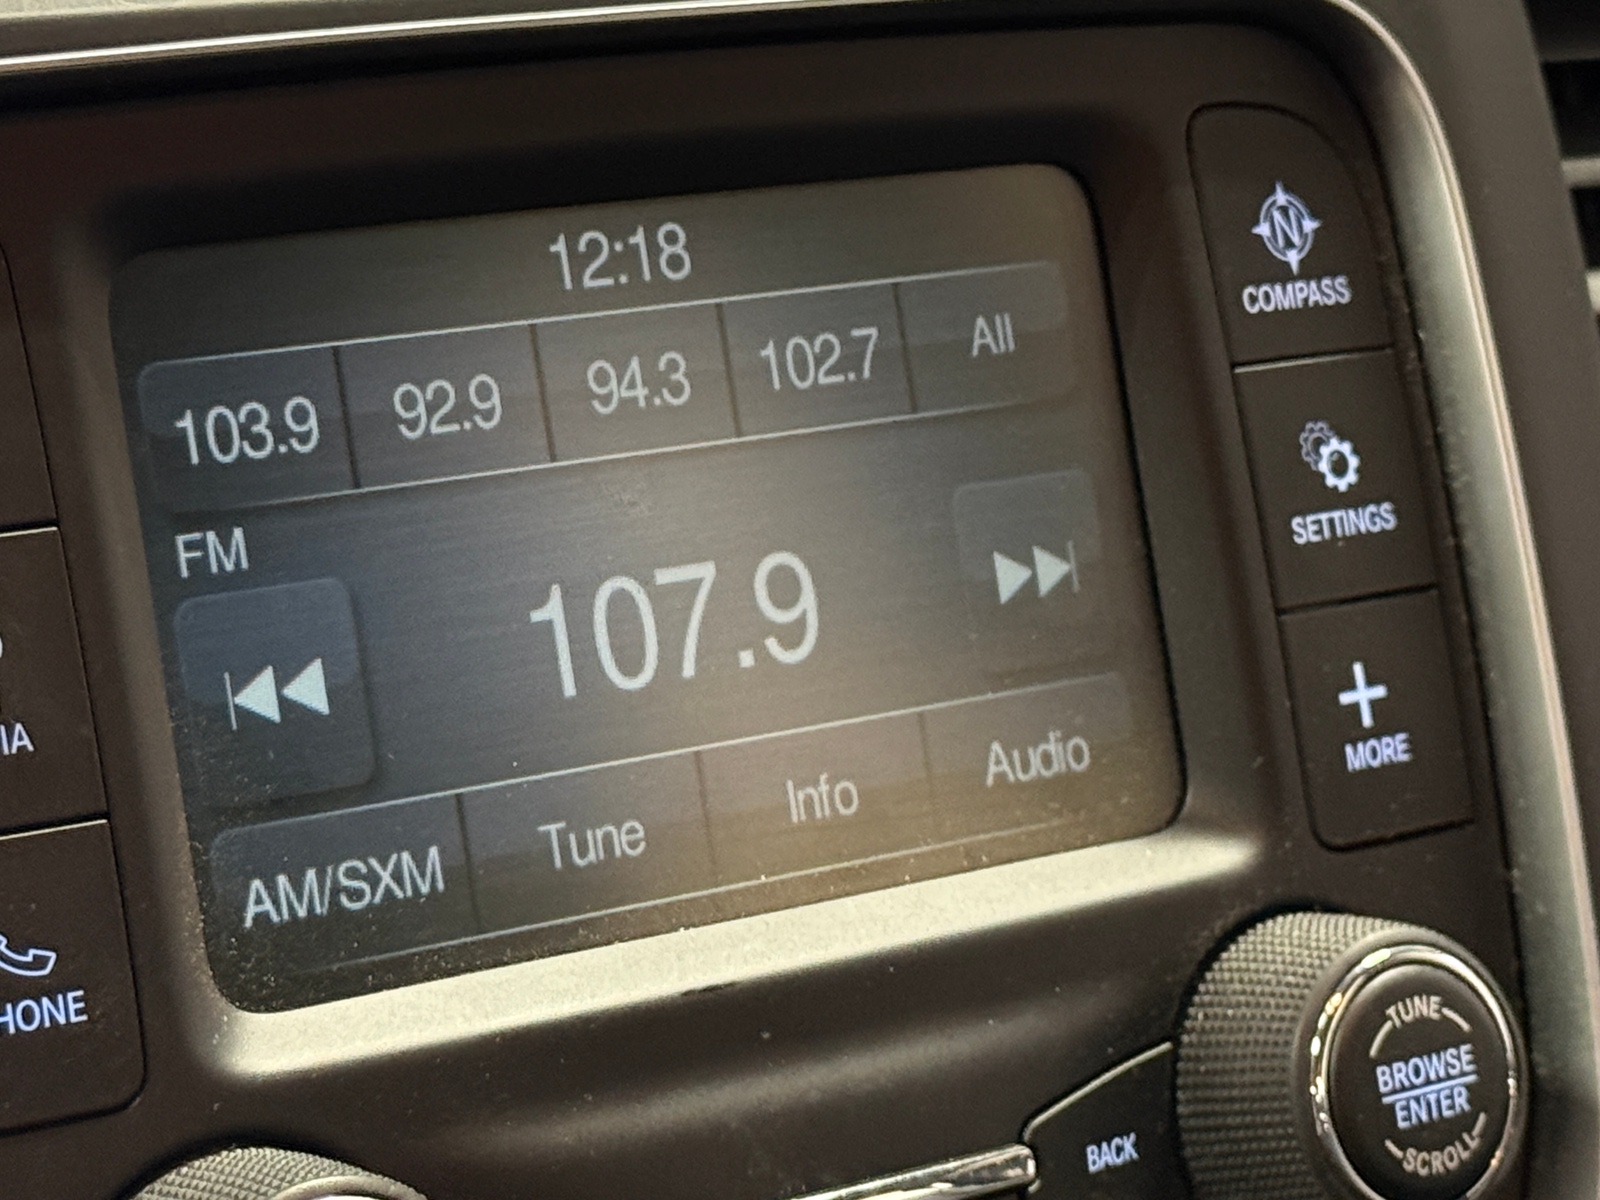 12:18
103.9 92.9 94.3 102.7 All
FM
107.9
AM/SXM Tune Info Audio
N
COMPASS
SETTINGS
MORE
IA
HONE
TUNE
BROWSE
ENTER
SCROLL
BACK